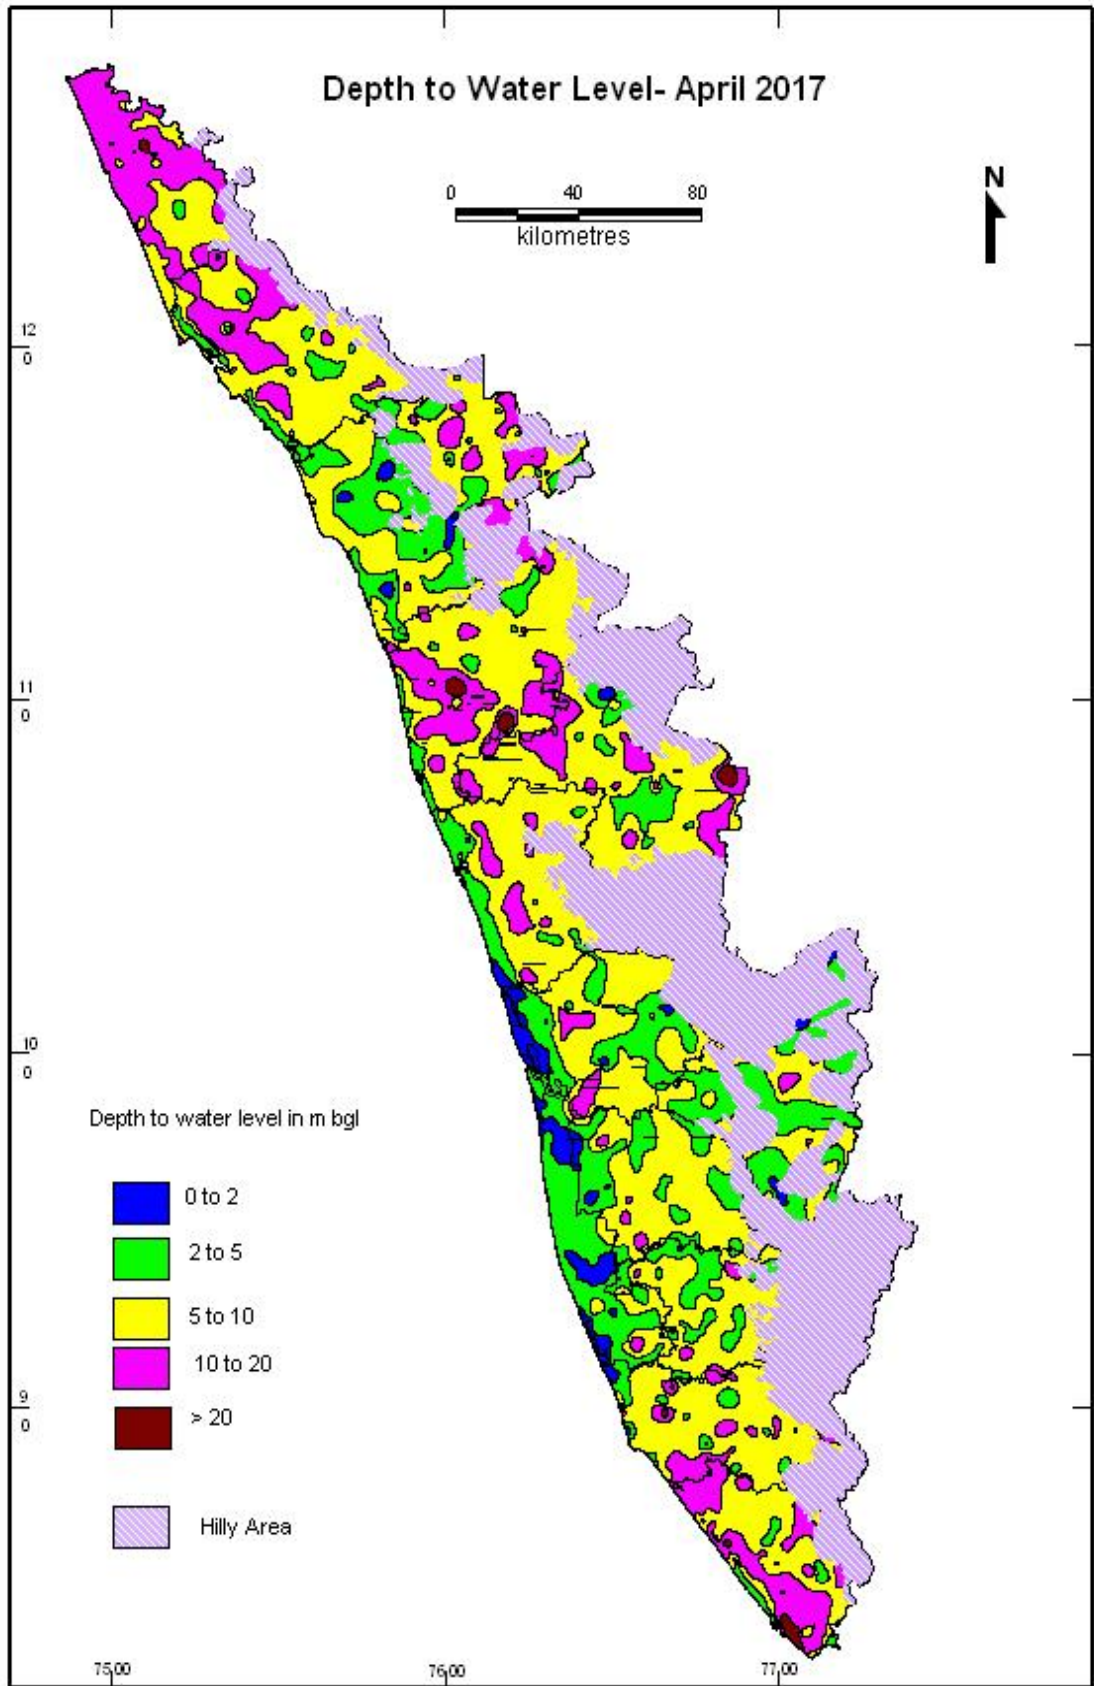 Depth to Water Level- April 2017
0 40 80
kilometres
N
12
0
11
0
10
0
9
0
Depth to water level in m bgl
0 to 2
2 to 5
5 to 10
10 to 20
> 20
Hilly Area
75,00 76,00 77,00